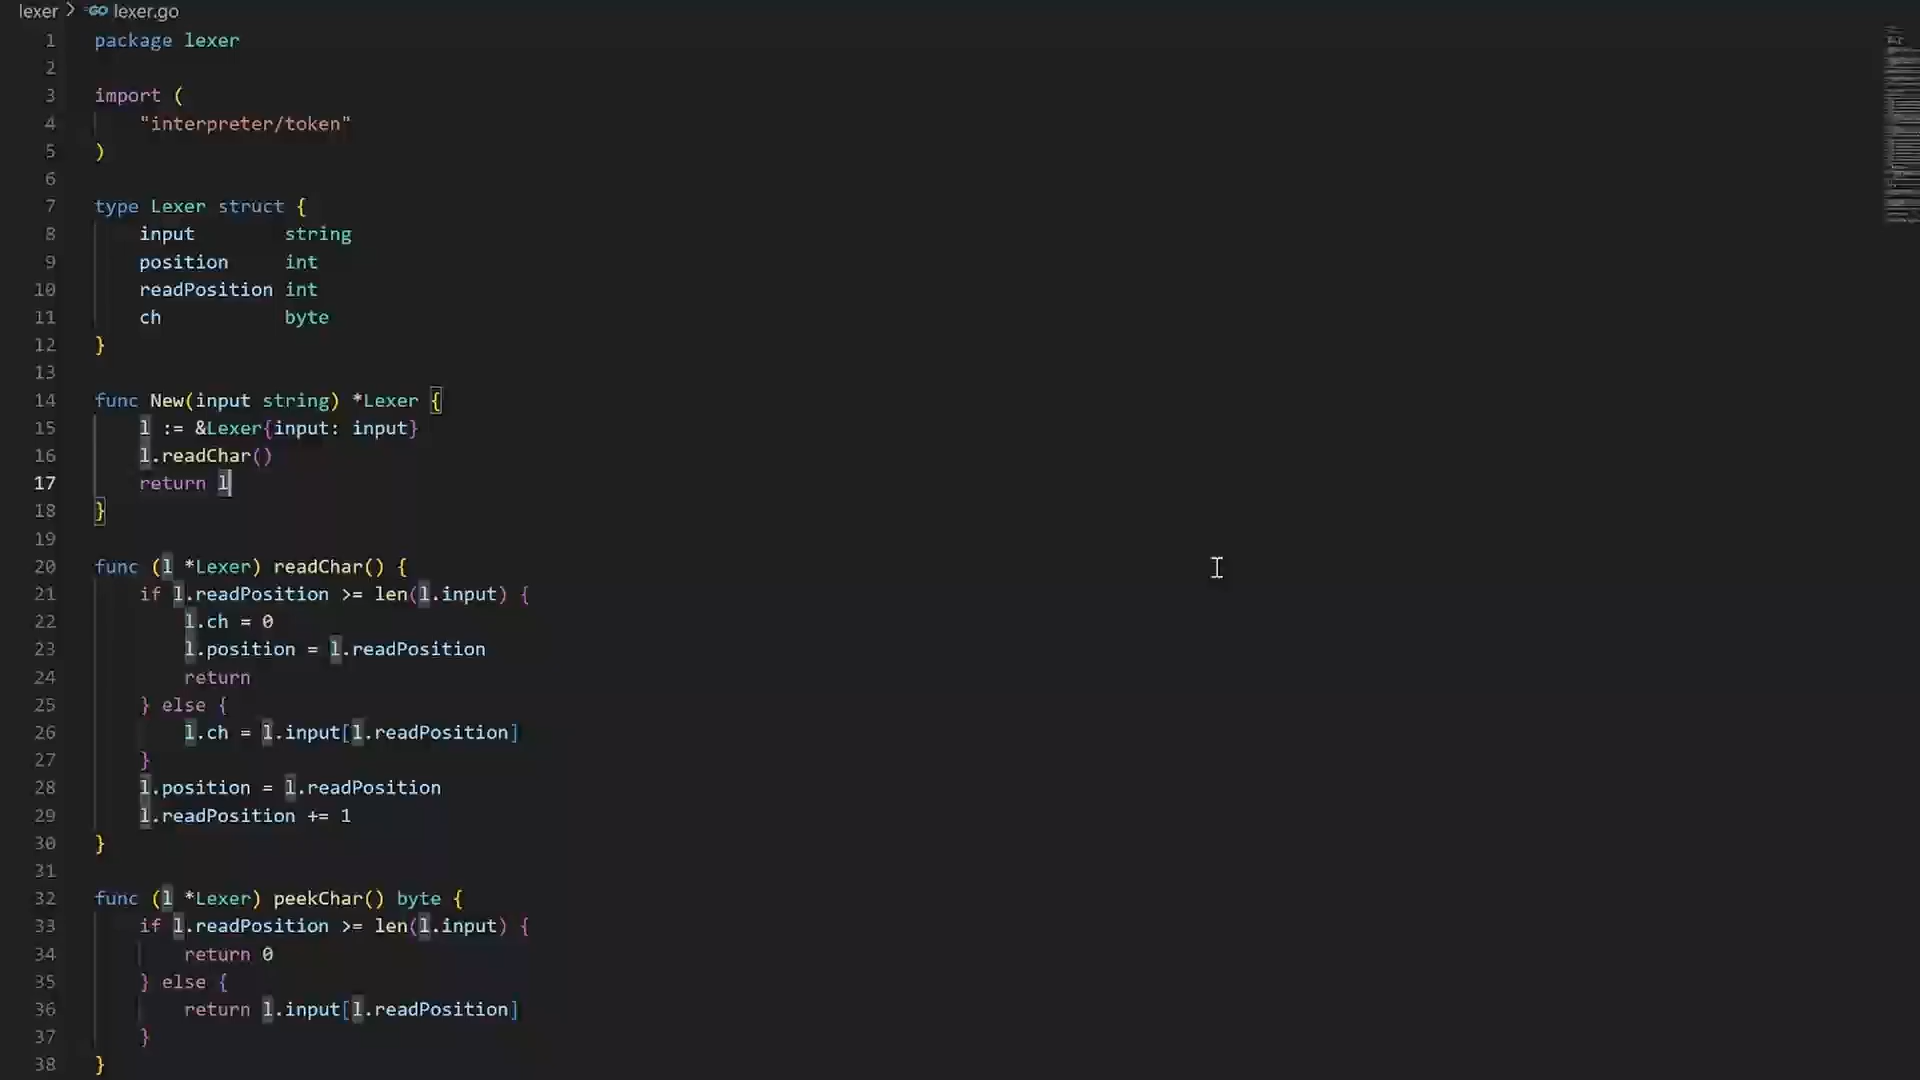 lexer > lexer.go
1 package lexer
2
3 import (
4     "interpreter/token"
5 )
6
7 type Lexer struct {
8     input        string
9     position     int
10     readPosition int
11     ch           byte
12 }
13
14 func New(input string) *Lexer {
15     l := &Lexer{input: input}
16     l.readChar()
17     return l
18 }
19
20 func (l *Lexer) readChar() {
21     if l.readPosition >= len(l.input) {
22         l.ch = 0
23         l.position = l.readPosition
24         return
25     } else {
26         l.ch = l.input[l.readPosition]
27     }
28     l.position = l.readPosition
29     l.readPosition += 1
30 }
31
32 func (l *Lexer) peekChar() byte {
33     if l.readPosition >= len(l.input) {
34         return 0
35     } else {
36         return l.input[l.readPosition]
37     }
38 }